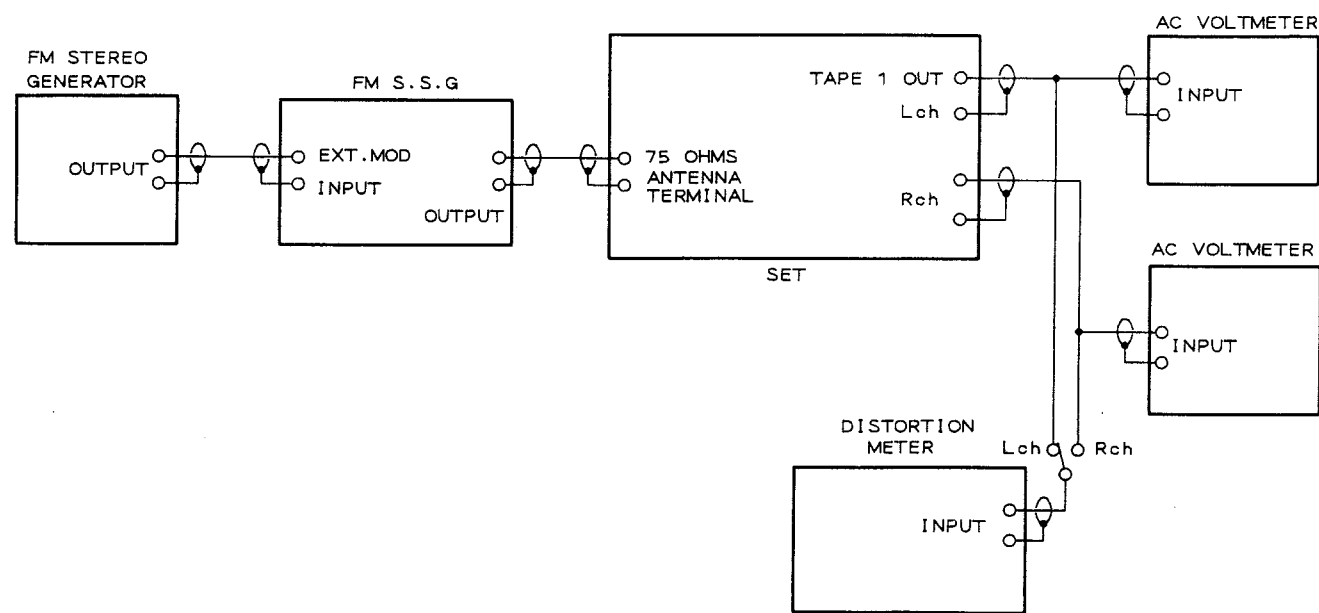 FM STEREO
GENERATOR
OUTPUT
FM S.S.G
EXT.MOD
INPUT
OUTPUT
TAPE 1 OUT
Lch
75 OHMS
ANTENNA
TERMINAL
Rch
SET
AC VOLTMETER
INPUT
AC VOLTMETER
INPUT
DISTORTION
METER
Lch
Rch
INPUT